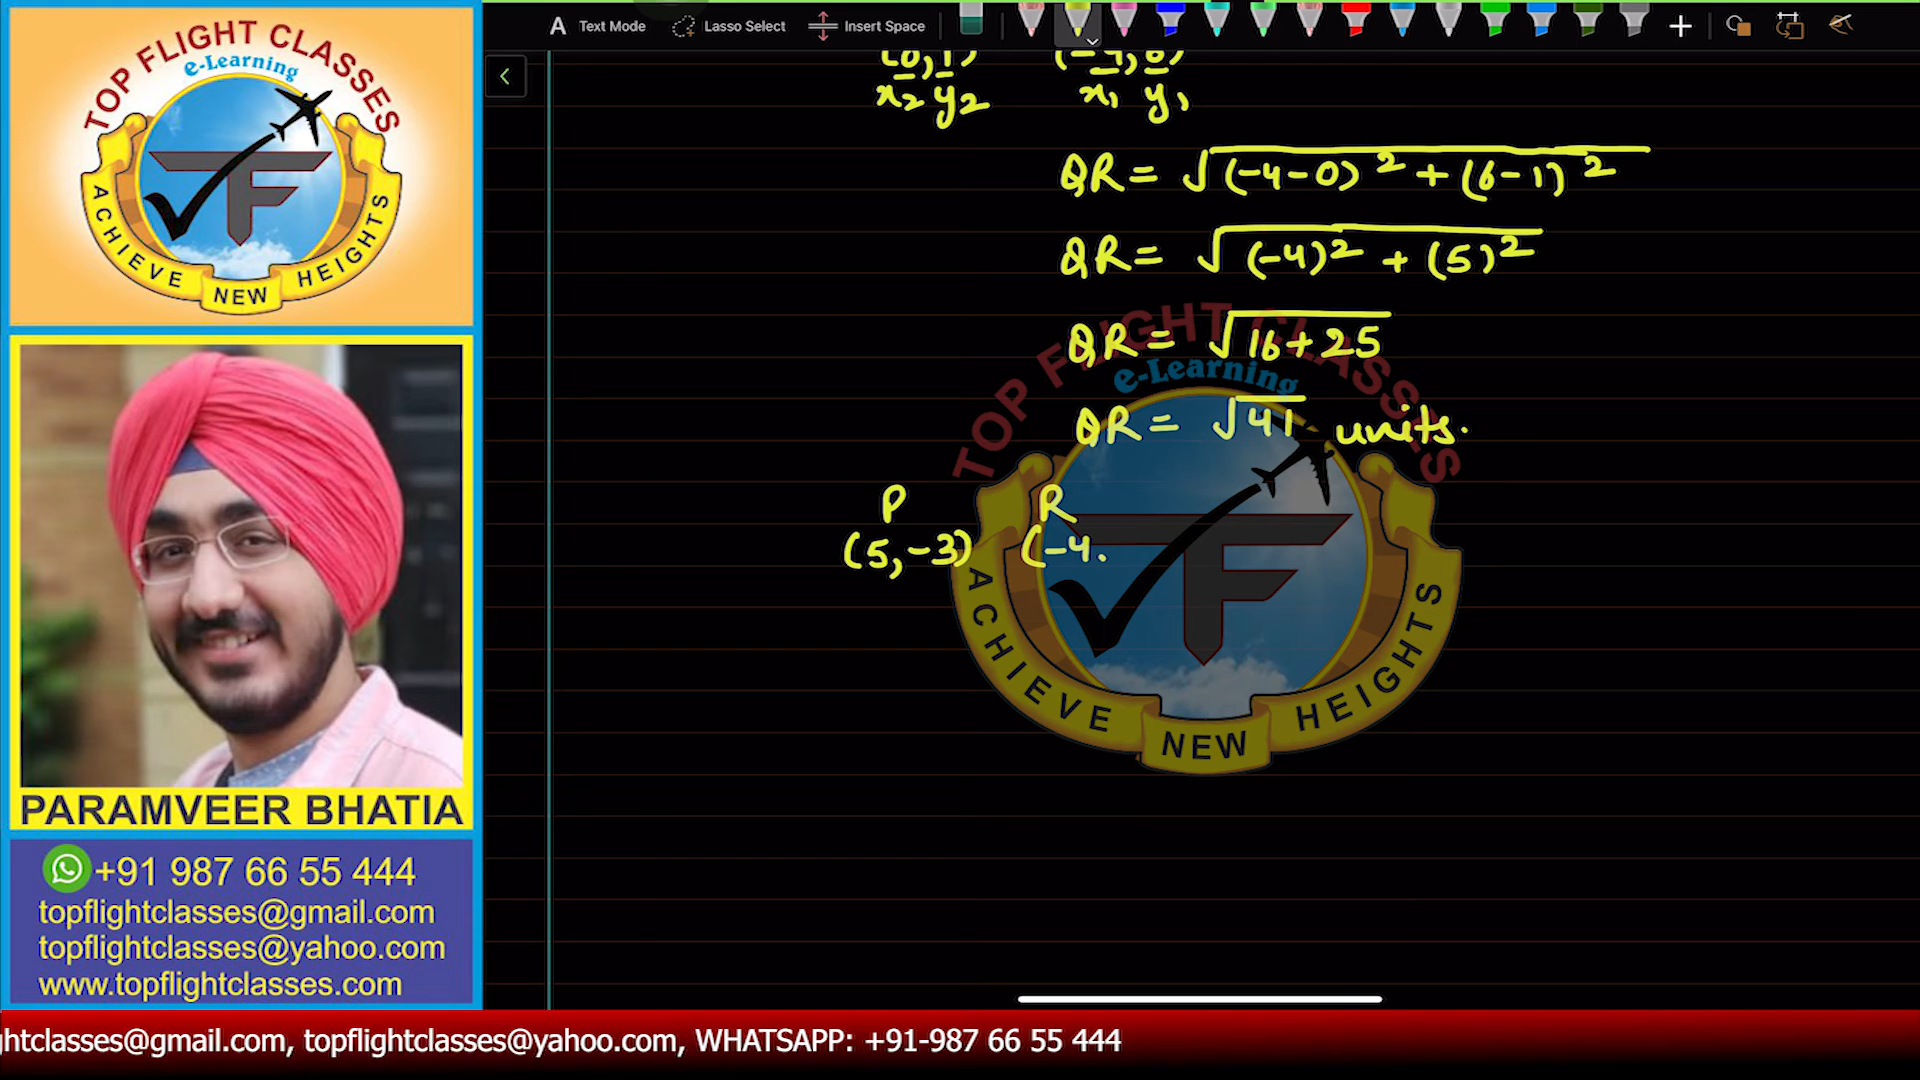 TOP FLIGHT CLASSES
e-Learning
TF
ACHIEVE NEW HEIGHTS
PARAMVEER BHATIA
+91 987 66 55 444
topflightclasses@gmail.com
topflightclasses@yahoo.com
www.topflightclasses.com
A Text Mode Lasso Select Insert Space
x₂ y₂ x₁ y₁
QR = √(-4-0)² + (6-1)²
QR = √(-4)² + (5)²
QR = √16+25
QR = √41 units.
P R
(5,-3) (-4.
TOP FLIGHT CLASSES
e-Learning
TF
ACHIEVE NEW HEIGHTS
htclasses@gmail.com, topflightclasses@yahoo.com, WHATSAPP: +91-987 66 55 444